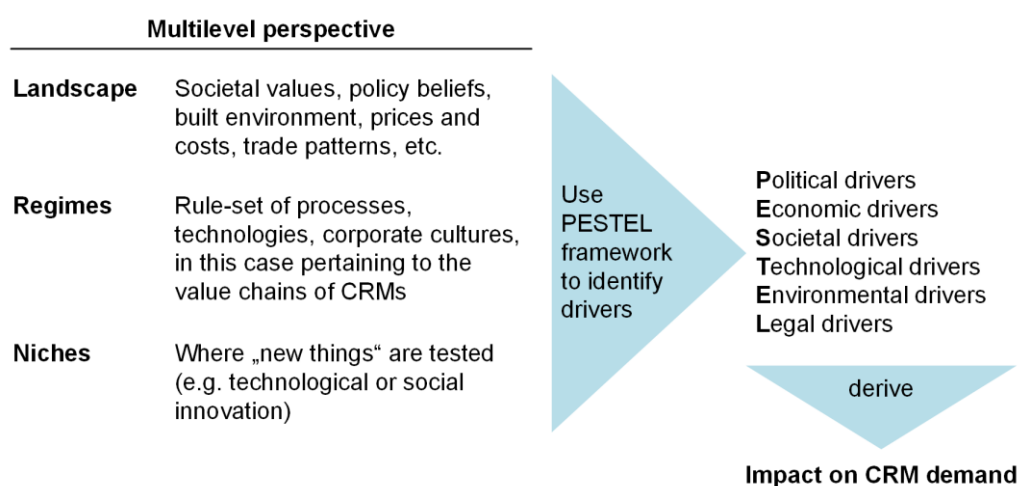 Multilevel perspective
Landscape
Societal values, policy beliefs,
built environment, prices and
costs, trade patterns, etc.
Regimes
Rule-set of processes,
technologies, corporate cultures,
in this case pertaining to the
value chains of CRMs
Niches
Where „new things“ are tested
(e.g. technological or social
innovation)
Use
PESTEL
framework
to identify
drivers
Political drivers
Economic drivers
Societal drivers
Technological drivers
Environmental drivers
Legal drivers
derive
Impact on CRM demand